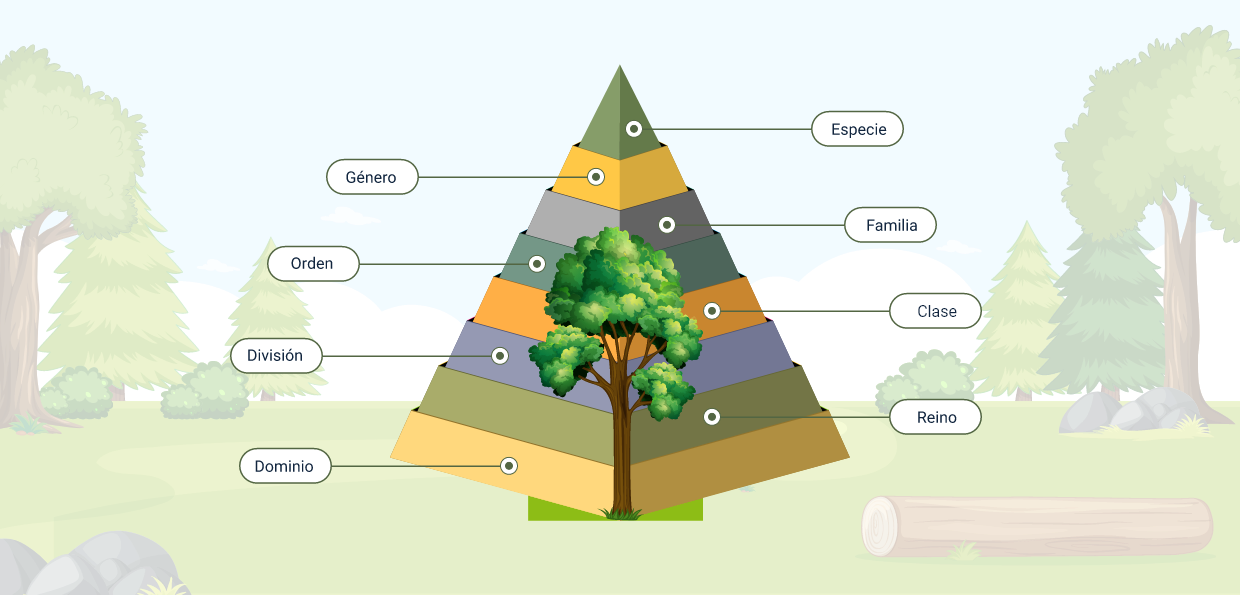 Especie
Género
Familia
Orden
Clase
División
Reino
Dominio